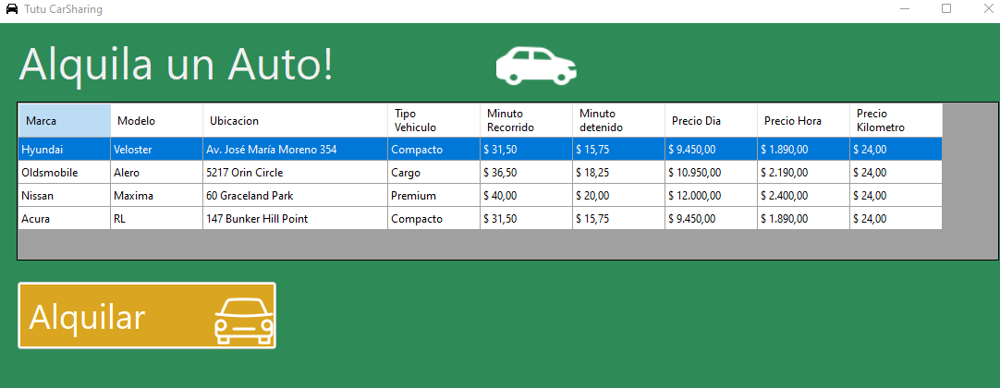 Tutu CarSharing
Alquila un Auto!
Marca Modelo Ubicacion Tipo Vehiculo Minuto Recorrido Minuto detenido Precio Dia Precio Hora Precio Kilometro
Hyundai Veloster Av. José María Moreno 354 Compacto $ 31,50 $ 15,75 $ 9.450,00 $ 1.890,00 $ 24,00
Oldsmobile Alero 5217 Orin Circle Cargo $ 36,50 $ 18,25 $ 10.950,00 $ 2.190,00 $ 24,00
Nissan Maxima 60 Graceland Park Premium $ 40,00 $ 20,00 $ 12.000,00 $ 2.400,00 $ 24,00
Acura RL 147 Bunker Hill Point Compacto $ 31,50 $ 15,75 $ 9.450,00 $ 1.890,00 $ 24,00
Alquilar